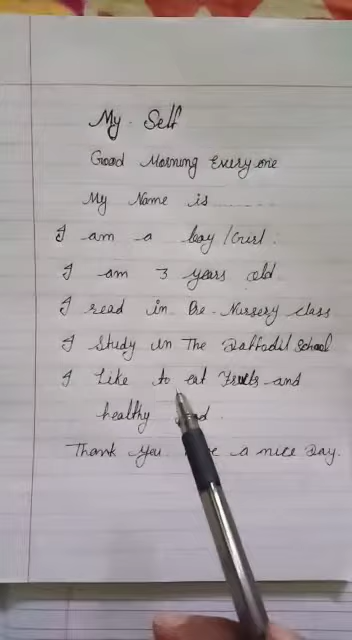 My Self
Good Morning Everyone
My Name is ........
I am a boy/Gurl.
I am 3 years old
I read in Pre-Nursery class
I Study in The Daffodil School
I Like to eat Fruits and
healthy
Thank you a nice Day.